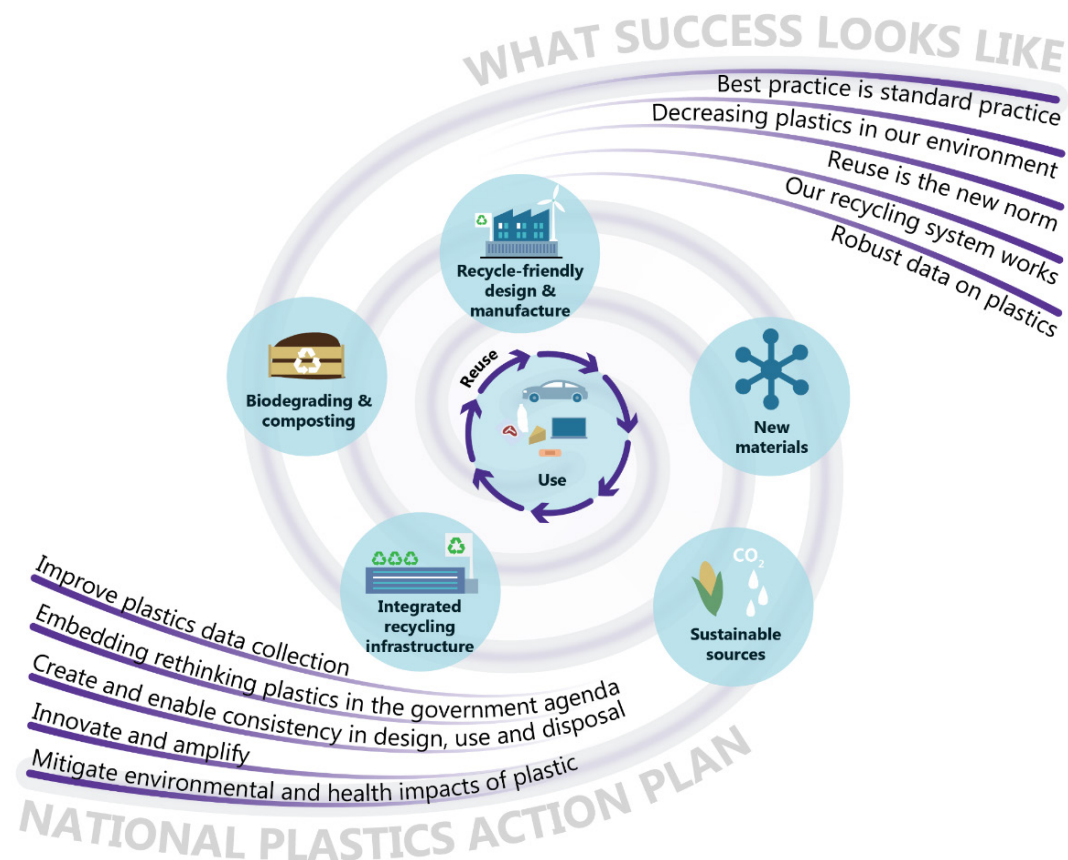 WHAT SUCCESS LOOKS LIKE
Best practice is standard practice
Decreasing plastics in our environment
Reuse is the new norm
Our recycling system works
Robust data on plastics
Recycle-friendly
design &
manufacture
Biodegrading &
composting
New
materials
Reuse
Use
Integrated
recycling
infrastructure
CO2
Sustainable
sources
Improve plastics data collection
Embedding rethinking plastics in the government agenda
Create and enable consistency in design, use and disposal
Innovate and amplify
Mitigate environmental and health impacts of plastic
NATIONAL PLASTICS ACTION PLAN